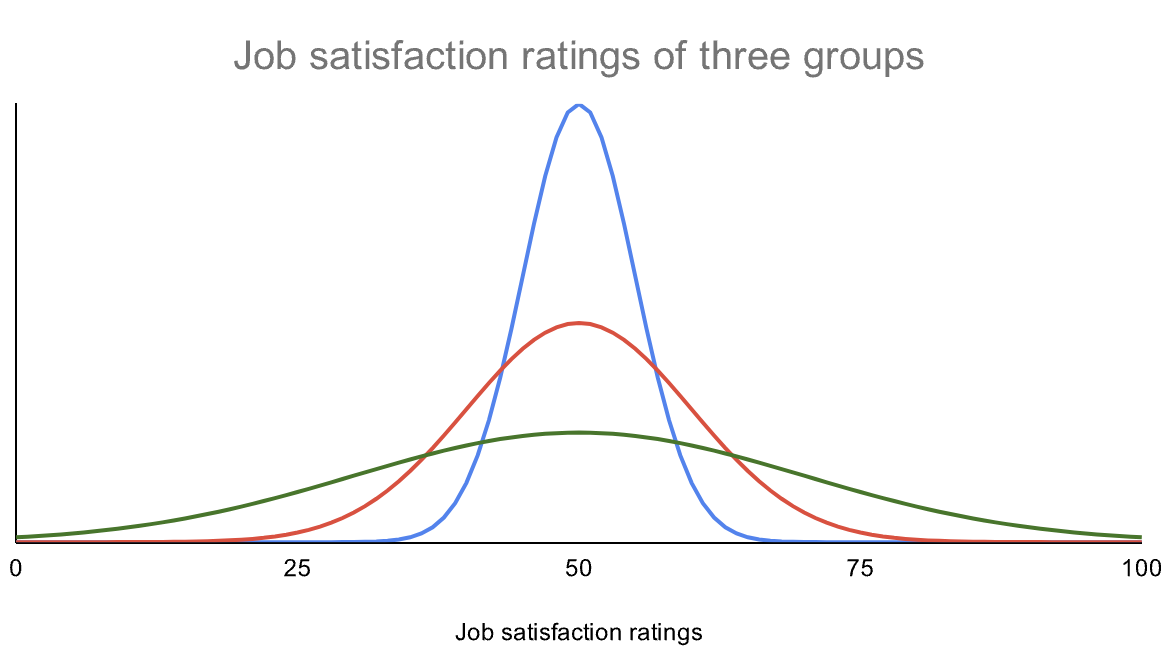 Job satisfaction ratings of three groups
0 25 50 75 100
Job satisfaction ratings